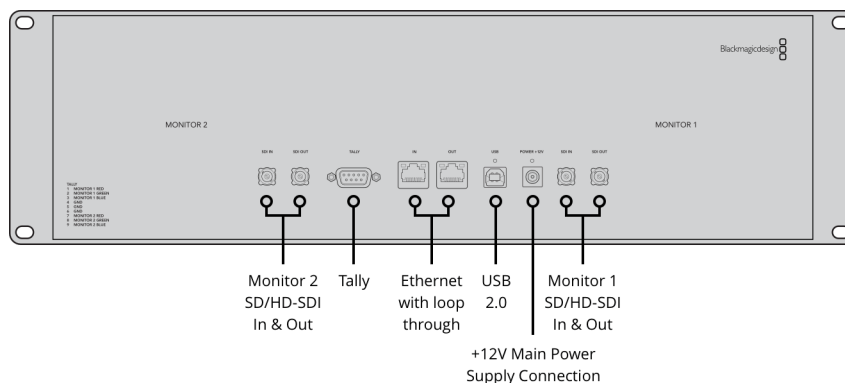 Blackmagicdesign
MONITOR 2
MONITOR 1
SDI IN SDI OUT TALLY IN OUT USB POWER +12V SDI IN SDI OUT
TALLY
1 MONITOR 1 RED
2 MONITOR 1 GREEN
3 MONITOR 1 BLUE
4 GND
5 GND
6 GND
7 MONITOR 2 RED
8 MONITOR 2 GREEN
9 MONITOR 2 BLUE
Monitor 2
SD/HD-SDI
In & Out
Tally
Ethernet
with loop
through
USB
2.0
Monitor 1
SD/HD-SDI
In & Out
+12V Main Power
Supply Connection